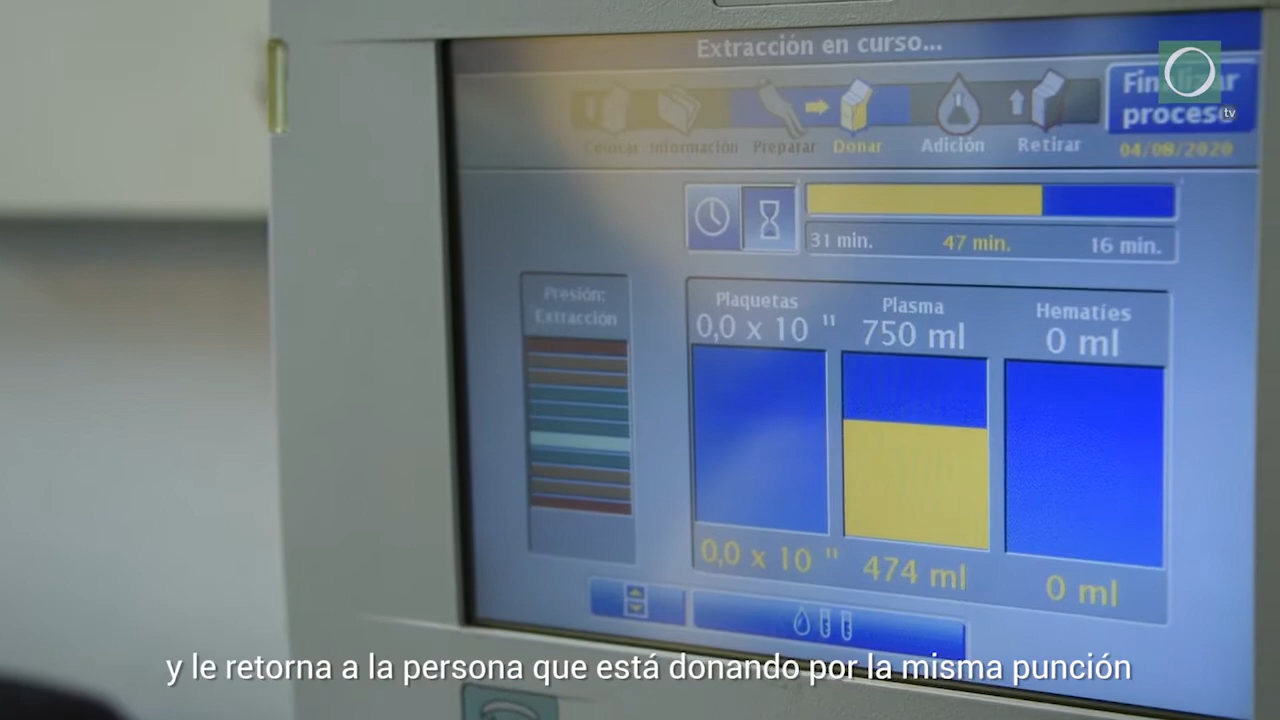 Extracción en curso...
Colocar Información Preparar Donar Adición Retirar
Finalizar
proceso
tv
04/08/2020
31 min. 47 min. 16 min.
Presión:
Extracción
Plaquetas Plasma Hematíes
0,0 x 10 11 750 ml 0 ml
0,0 x 10 11 474 ml 0 ml
y le retorna a la persona que está donando por la misma punción